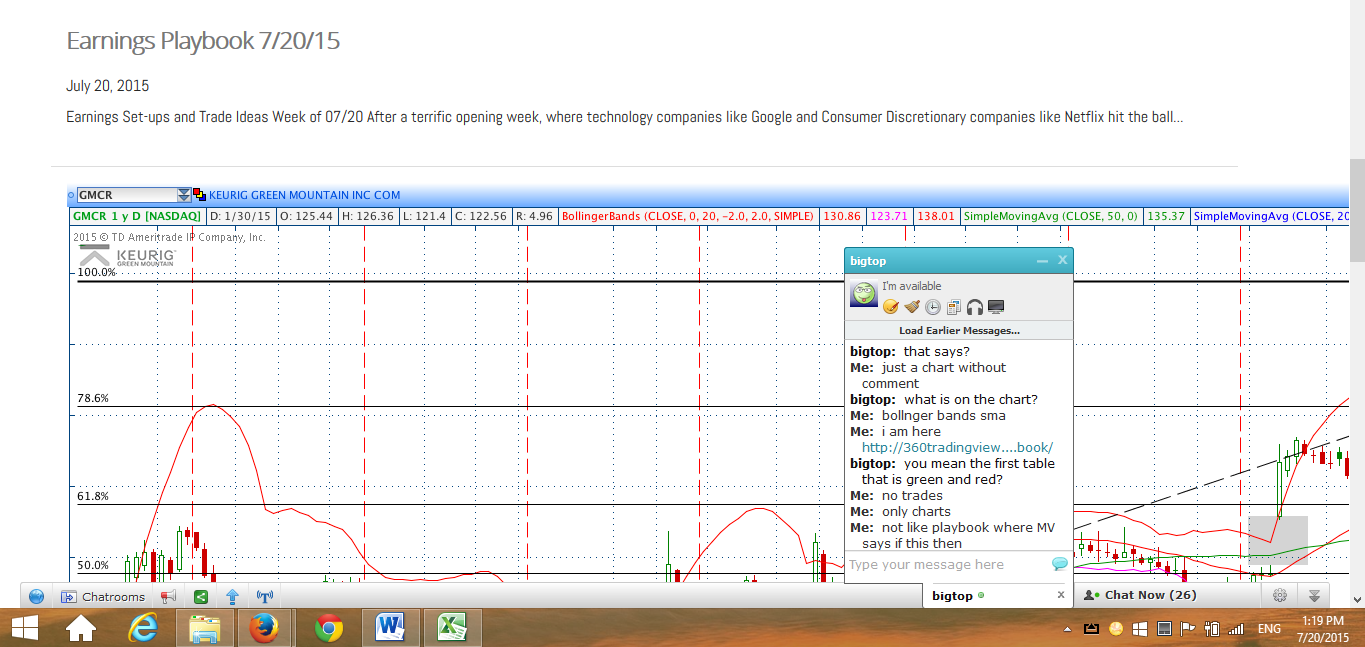 Earnings Playbook 7/20/15
July 20, 2015
Earnings Set-ups and Trade Ideas Week of 07/20 After a terrific opening week, where technology companies like Google and Consumer Discretionary companies like Netflix hit the ball...
GMCR KEURIG GREEN MOUNTAIN INC COM
GMCR 1 y D [NASDAQ] D: 1/30/15 O: 125.44 H: 126.36 L: 121.4 C: 122.56 R: 4.96 BollingerBands (CLOSE, 0, 20, -2.0, 2.0, SIMPLE) 130.86 123.71 138.01 SimpleMovingAvg (CLOSE, 50, 0) 135.37 SimpleMovingAvg (CLOSE, 20
2015 © TD Ameritrade IP Company, Inc.
KEURIG
GREEN MOUNTAIN
100.0%
78.6%
61.8%
50.0%
bigtop
I'm available
Load Earlier Messages...
bigtop: that says?
Me: just a chart without
comment
bigtop: what is on the chart?
Me: bollnger bands sma
Me: i am here
http://360tradingview....book/
bigtop: you mean the first table
that is green and red?
Me: no trades
Me: only charts
Me: not like playbook where MV
says if this then
Type your message here
Chatrooms
bigtop
Chat Now (26)
ENG
1:19 PM
7/20/2015